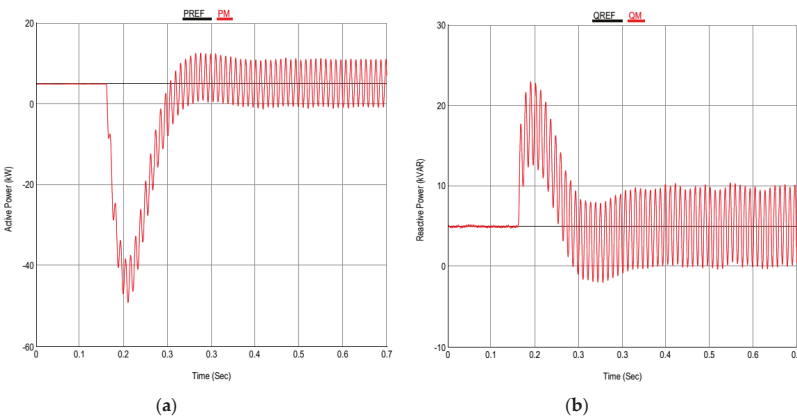 PREF PM
20
0
-20
-40
-60
Active Power (kW)
0 0.1 0.2 0.3 0.4 0.5 0.6 0.7
Time (Sec)
(a)
QREF QM
30
20
10
0
-10
Reactive Power (kVAR)
0 0.1 0.2 0.3 0.4 0.5 0.6 0.
Time (Sec)
(b)